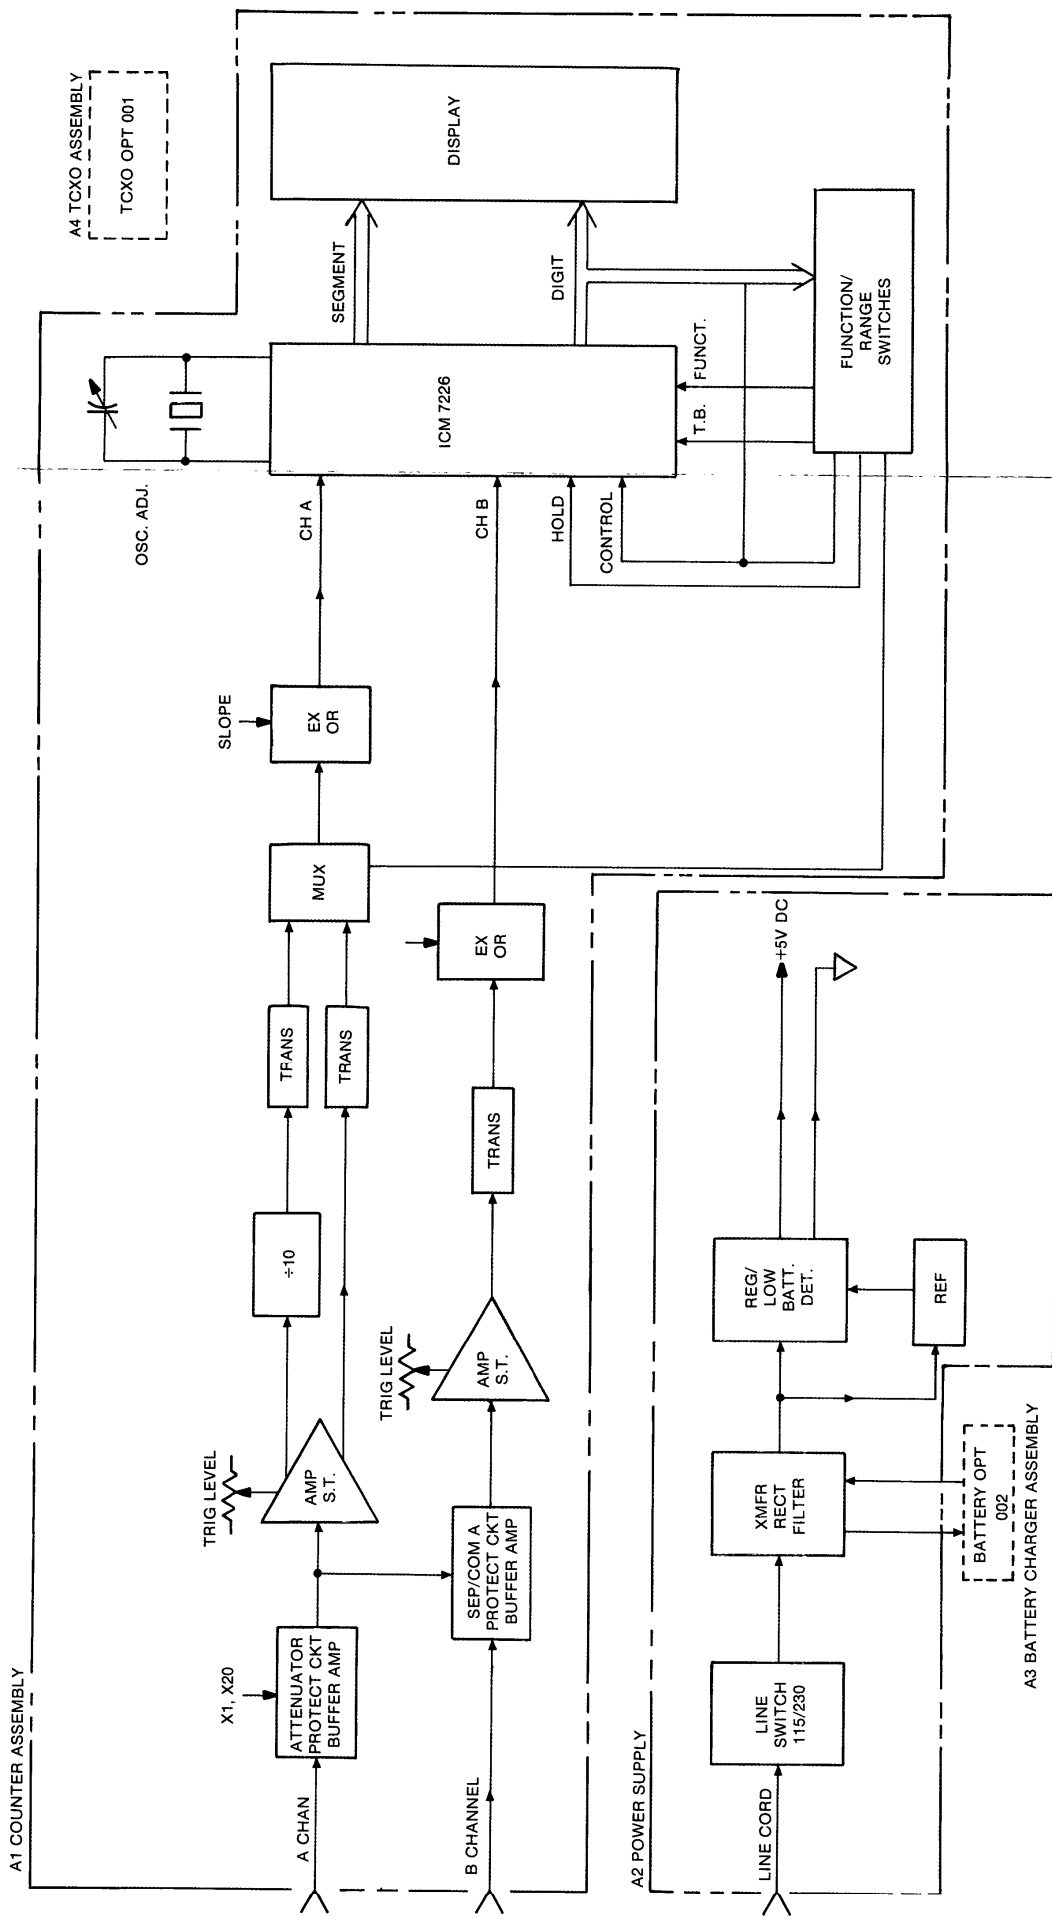 A1 COUNTER ASSEMBLY
A CHAN
X1, X20
ATTENUATOR
PROTECT CKT
BUFFER AMP
TRIG LEVEL
AMP
S.T.
÷10
TRANS
TRANS
MUX
SLOPE
EX
OR
CH A
OSC. ADJ.
ICM 7226
SEGMENT
DIGIT
DISPLAY
A4 TCXO ASSEMBLY
TCXO OPT 001
B CHANNEL
SEP/COM A
PROTECT CKT
BUFFER AMP
TRIG LEVEL
AMP
S.T.
TRANS
EX
OR
CH B
HOLD
CONTROL
T.B.
FUNCT.
FUNCTION/
RANGE
SWITCHES
A2 POWER SUPPLY
LINE CORD
LINE
SWITCH
115/230
XMFR
RECT
FILTER
REG/
LOW
BATT.
DET.
REF
+5V DC
BATTERY OPT
002
A3 BATTERY CHARGER ASSEMBLY